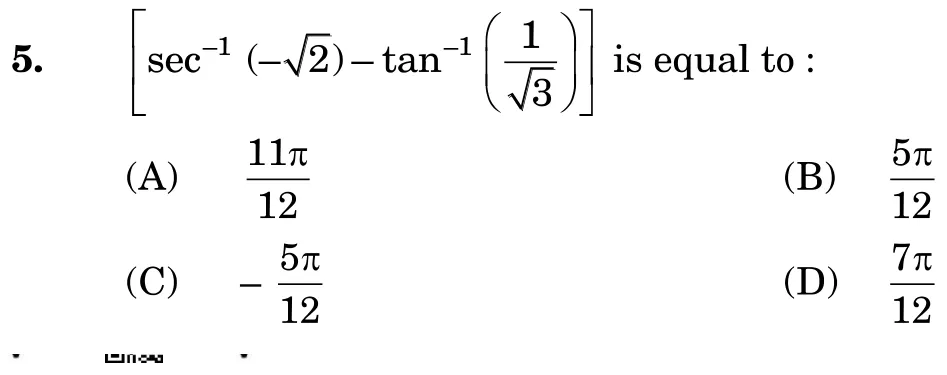 5. [sec⁻¹ (–√2) – tan⁻¹ (1/√3)] is equal to :
(A) 11π/12 (B) 5π/12
(C) – 5π/12 (D) 7π/12